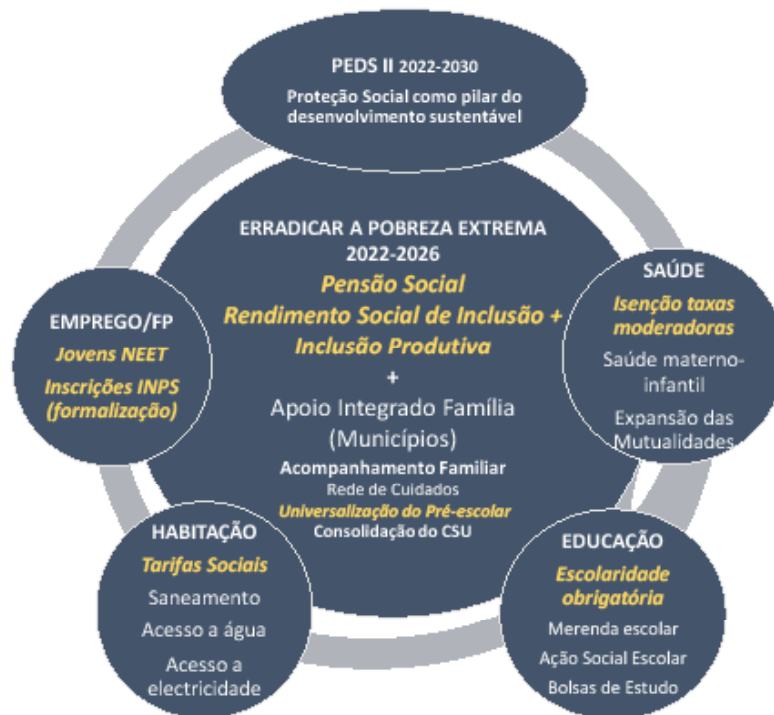 PEDS II 2022-2030
Proteção Social como pilar do
desenvolvimento sustentável
ERRADICAR A POBREZA EXTREMA
2022-2026
Pensão Social
Rendimento Social de Inclusão +
Inclusão Produtiva
+
Apoio Integrado Família
(Municípios)
Acompanhamento Familiar
Rede de Cuidados
Universalização do Pré-escolar
Consolidação do CSU
SAÚDE
Isenção taxas
moderadoras
Saúde materno-
infantil
Expansão das
Mutualidades
EDUCAÇÃO
Escolaridade
obrigatória
Merenda escolar
Ação Social Escolar
Bolsas de Estudo
HABITAÇÃO
Tarifas Sociais
Saneamento
Acesso a água
Acesso a
electricidade
EMPREGO/FP
Jovens NEET
Inscrições INPS
(formalização)